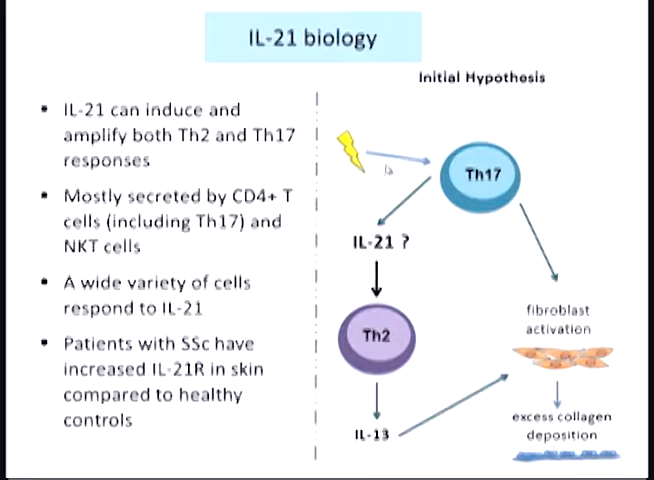 IL-21 biology
Initial Hypothesis
• IL-21 can induce and
amplify both Th2 and Th17
responses
• Mostly secreted by CD4+ T
cells (including Th17) and
NKT cells
• A wide variety of cells
respond to IL-21
• Patients with SSc have
increased IL-21R in skin
compared to healthy
controls
Th17
IL-21 ?
Th2
IL-13
fibroblast
activation
excess collagen
deposition